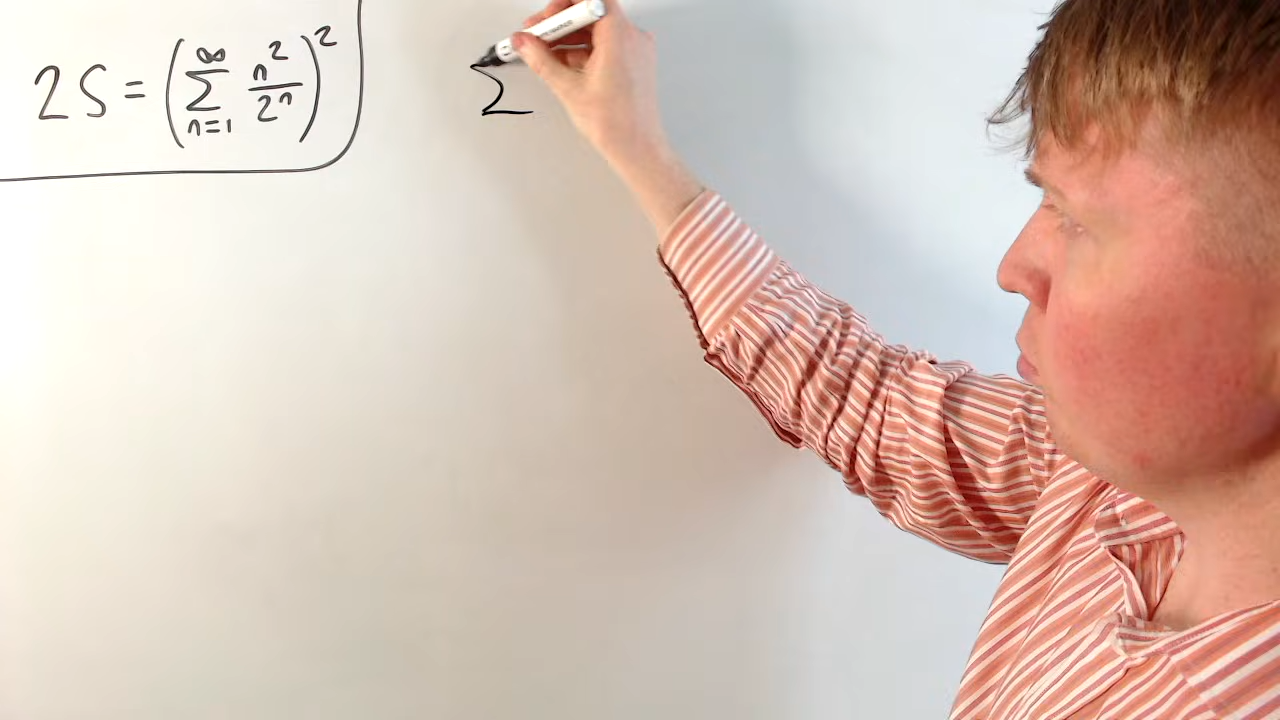 2S = (∑_{n=1}^{∞} n²/2ⁿ)²
∑